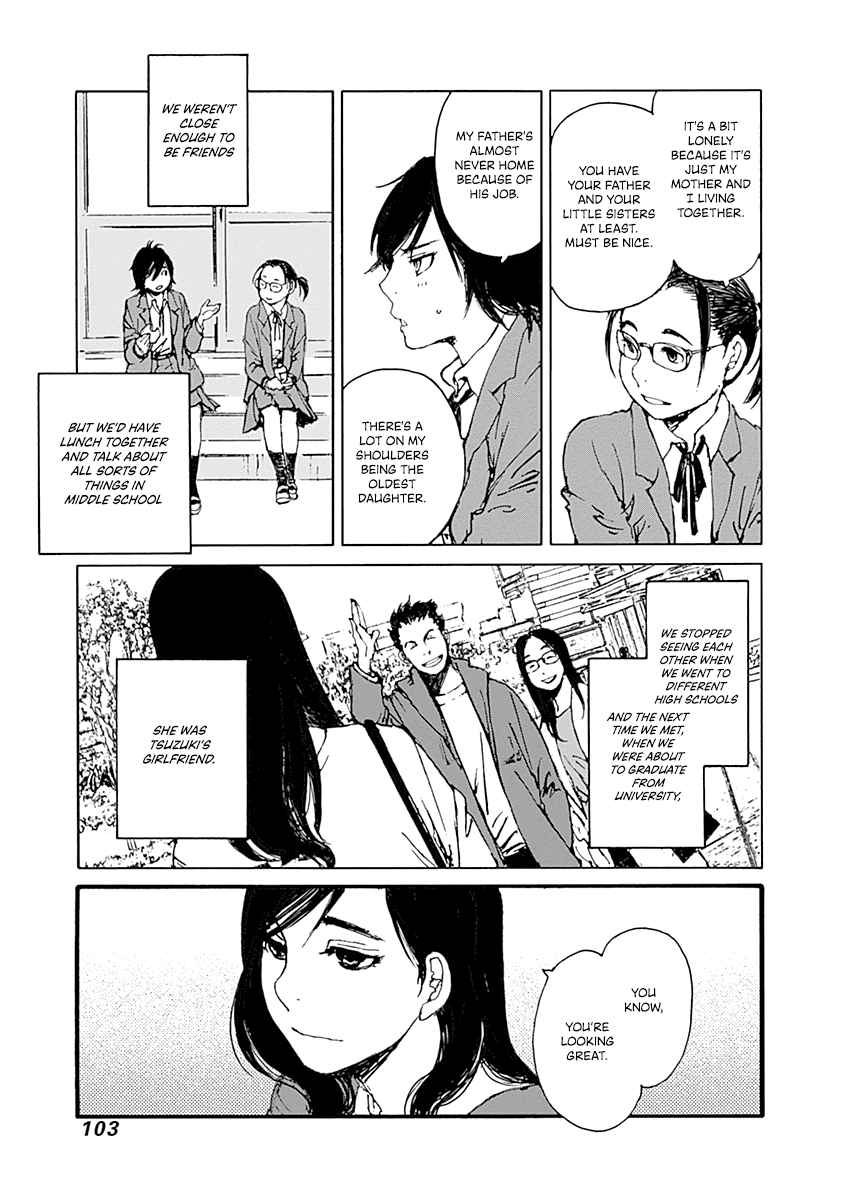 IT'S A BIT
LONELY
BECAUSE IT'S
JUST MY
MOTHER AND
I LIVING
TOGETHER.
YOU HAVE
YOUR FATHER
AND YOUR
LITTLE SISTERS
AT LEAST.
MUST BE NICE.
MY FATHER'S
ALMOST
NEVER HOME
BECAUSE OF
HIS JOB.
THERE'S A
LOT ON MY
SHOULDERS
BEING THE
OLDEST
DAUGHTER.
WE WEREN'T
CLOSE
ENOUGH TO
BE FRIENDS
BUT WE'D HAVE
LUNCH TOGETHER
AND TALK ABOUT
ALL SORTS OF
THINGS IN
MIDDLE SCHOOL
WE STOPPED
SEEING EACH
OTHER WHEN
WE WENT TO
DIFFERENT
HIGH SCHOOLS
AND THE NEXT
TIME WE MET,
WHEN WE
WERE ABOUT
TO GRADUATE
FROM
UNIVERSITY,
SHE WAS
TSUZUKI'S
GIRLFRIEND.
YOU
KNOW,
YOU'RE
LOOKING
GREAT.
103